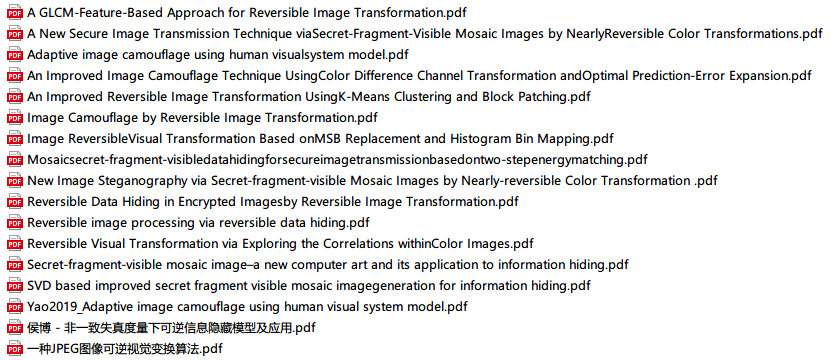 A GLCM-Feature-Based Approach for Reversible Image Transformation.pdf
A New Secure Image Transmission Technique viaSecret-Fragment-Visible Mosaic Images by NearlyReversible Color Transformations.pdf
Adaptive image camouflage using human visualsystem model.pdf
An Improved Image Camouflage Technique UsingColor Difference Channel Transformation andOptimal Prediction-Error Expansion.pdf
An Improved Reversible Image Transformation UsingK-Means Clustering and Block Patching.pdf
Image Camouflage by Reversible Image Transformation.pdf
Image ReversibleVisual Transformation Based onMSB Replacement and Histogram Bin Mapping.pdf
Mosaicsecret-fragment-visibledatahidingforsecureimagetransmissionbasedontwo-stepenergymatching.pdf
New Image Steganography via Secret-fragment-visible Mosaic Images by Nearly-reversible Color Transformation .pdf
Reversible Data Hiding in Encrypted Imagesby Reversible Image Transformation.pdf
Reversible image processing via reversible data hiding.pdf
Reversible Visual Transformation via Exploring the Correlations withinColor Images.pdf
Secret-fragment-visible mosaic image–a new computer art and its application to information hiding.pdf
SVD based improved secret fragment visible mosaic imagegeneration for information hiding.pdf
Yao2019_Adaptive image camouflage using human visual system model.pdf
侯博 - 非一致失真度量下可逆信息隐藏模型及应用.pdf
一种JPEG图像可逆视觉变换算法.pdf